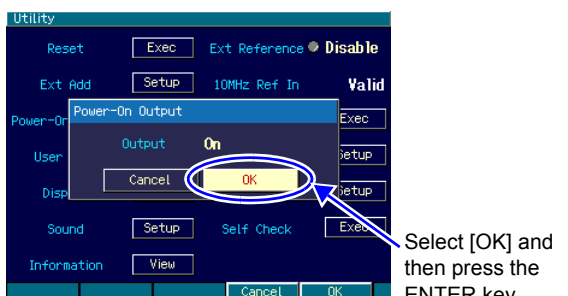 Utility
Reset Exec Ext Reference Disable
Ext Add Setup 10MHz Ref In Valid
Power-On Output
Power-Or Exec
Output On
User Setup
Cancel OK
Disp Setup
Sound Setup Self Check Exec
Select [OK] and
then press the
ENTER key
Information View
Cancel OK